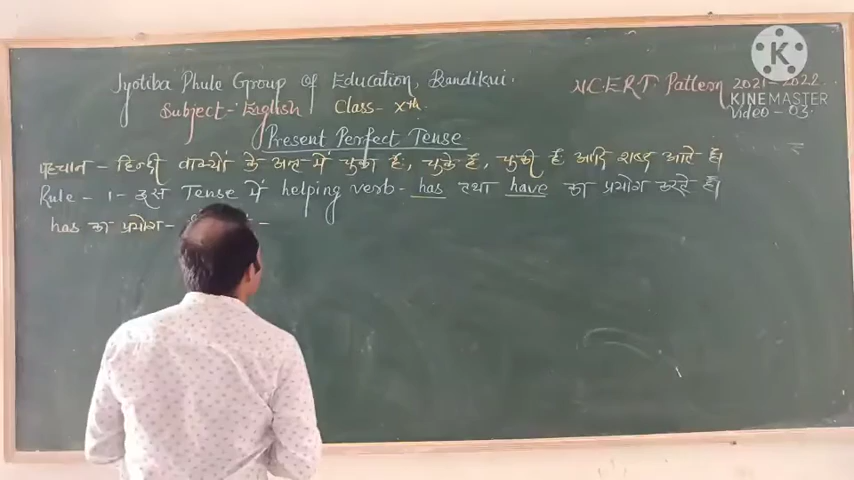 Jyotiba Phule Group of Education, Bandikui.
N.C.E.R.T. Pattern 2021-2022
Subject- English Class- Xth.
Video - 03.
Present Perfect Tense
पहचान - हिन्दी वाक्यों के अन्त में चुका है, चुके हैं, चुकी है आदि शब्द आते हैं।
Rule - 1- इस Tense में helping verb- has तथा have का प्रयोग करते हैं।
has का प्रयोग -
K
KINEMASTER